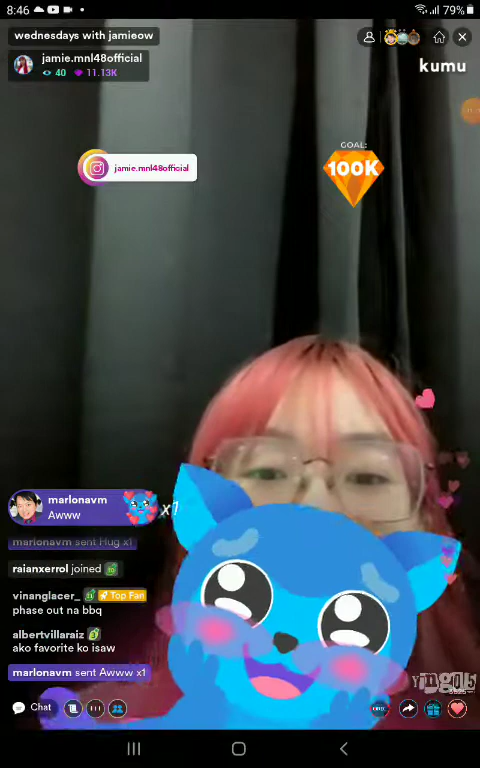 8:46
79%
wednesdays with jamieow
jamie.mnl48official
40 11.13K
kumu
jamie.mnl48official
GOAL:
100K
marlonavm
Awww
x1
marlonavm sent Hug x1
raianxerrol joined
vinanglacer_ Top Fan
phase out na bbq
albertvillaraiz
ako favorite ko isaw
marlonavm sent Awww x1
Chat